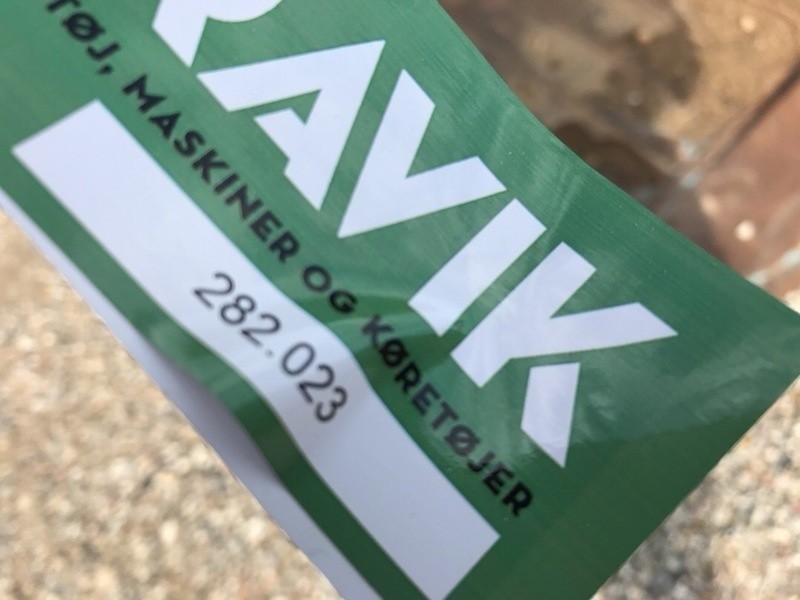 RAVIK
TØJ, MASKINER OG KØRETØJER
282.023